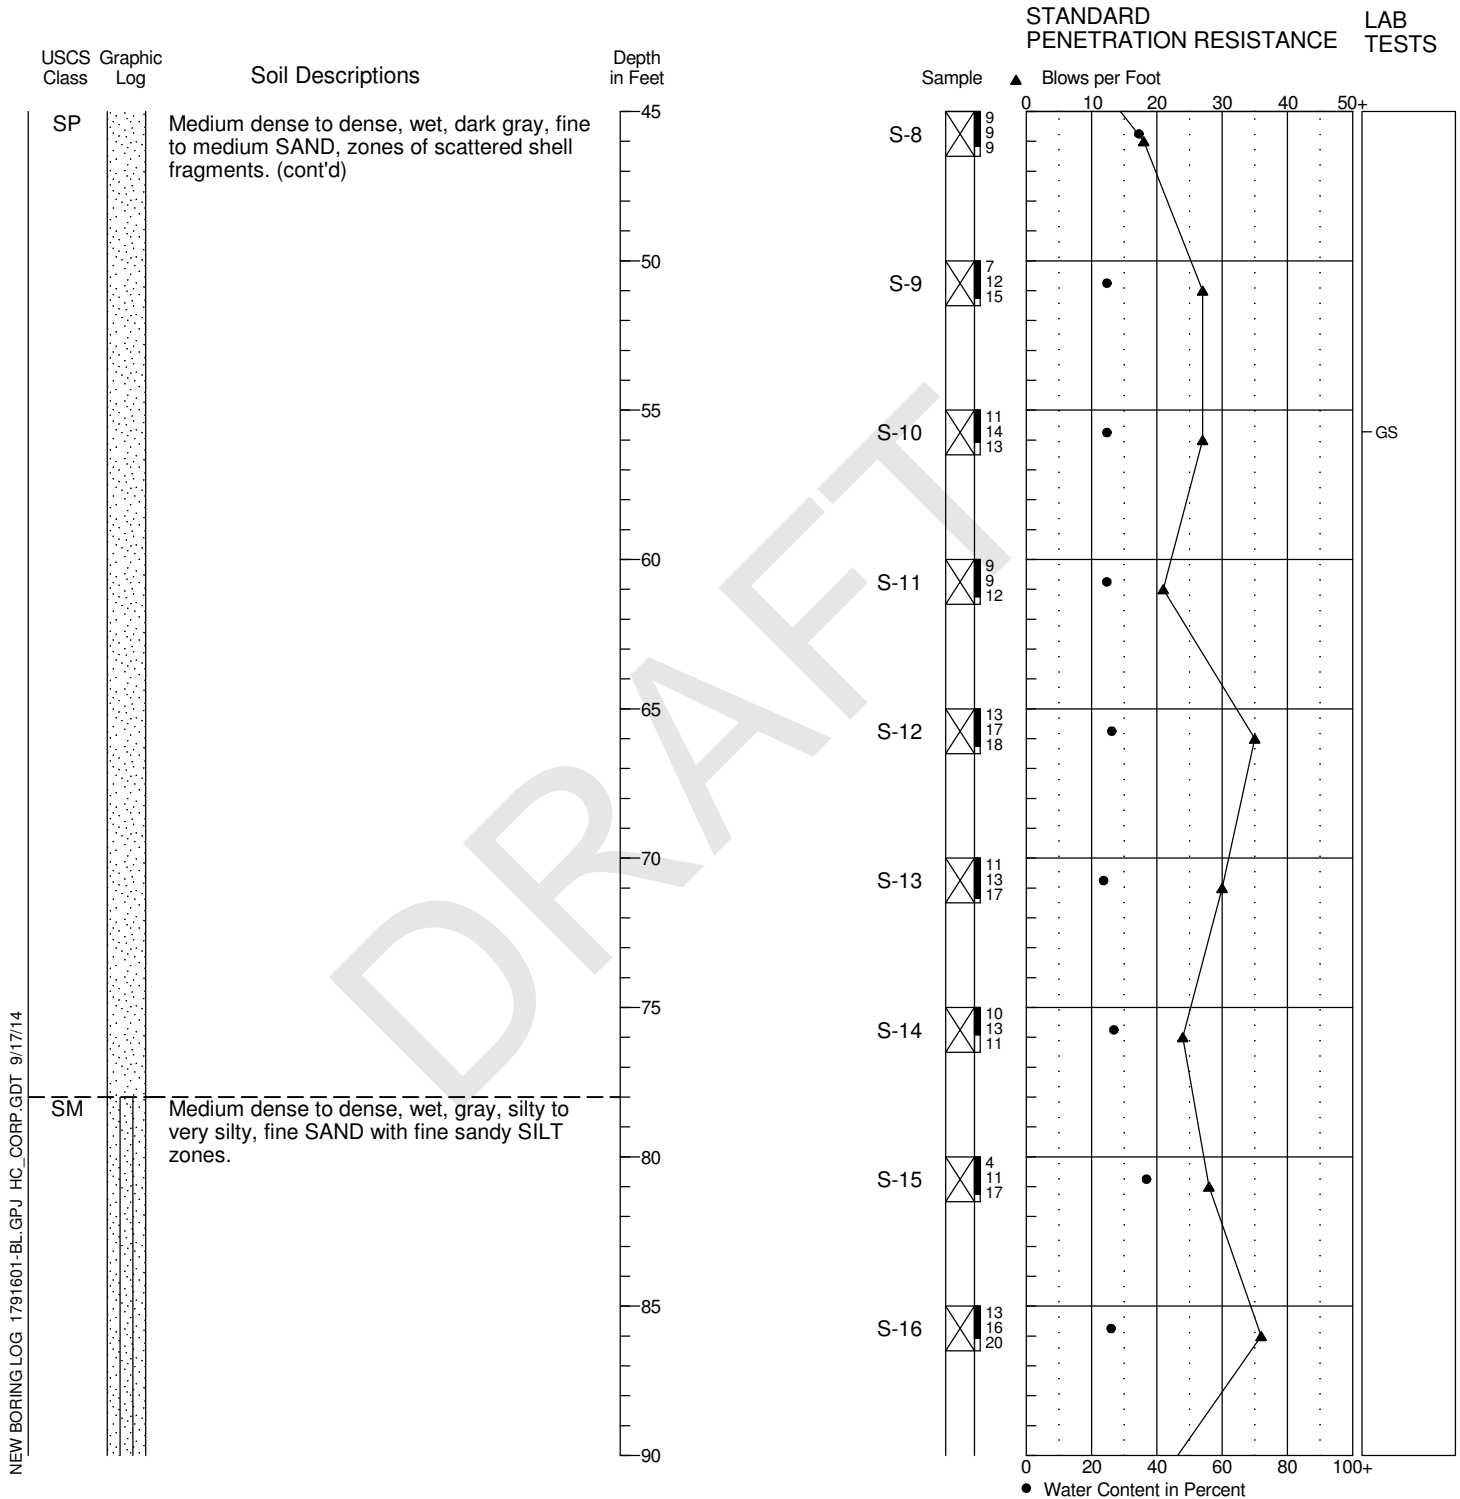 STANDARD
PENETRATION RESISTANCE
LAB
TESTS
USCS
Class
Graphic
Log
Soil Descriptions
Depth
in Feet
Sample
▲ Blows per Foot
0 10 20 30 40 50+
SP
Medium dense to dense, wet, dark gray, fine
to medium SAND, zones of scattered shell
fragments. (cont'd)
45
S-8
9
9
9
50
S-9
7
12
15
55
S-10
11
14
13
GS
60
S-11
9
9
12
65
S-12
13
17
18
70
S-13
11
13
17
75
S-14
10
13
11
SM
Medium dense to dense, wet, gray, silty to
very silty, fine SAND with fine sandy SILT
zones.
80
S-15
4
11
17
85
S-16
13
16
20
90
0 20 40 60 80 100+
● Water Content in Percent
NEW BORING LOG 1791601-BL.GPJ HC_CORP.GDT 9/17/14
DRAFT